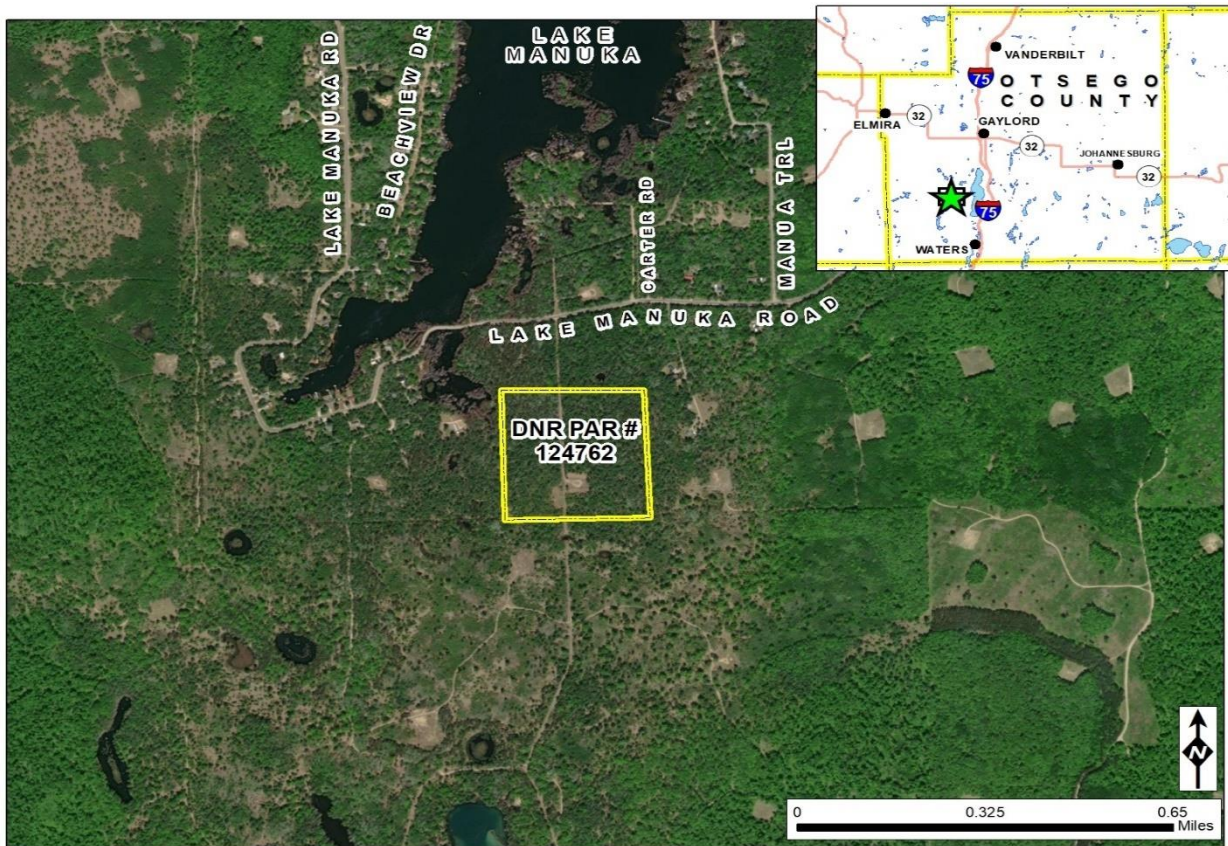 LAKE
MANUKA
LAKE MANUKA RD
BEACHVIEW DR
CARTER RD
MANUA TRL
LAKE MANUKA ROAD
DNR PAR #
124762
VANDERBILT
75
OTSEGO
COUNTY
ELMIRA
32
GAYLORD
32
JOHANNESBURG
32
75
WATERS
N
0 0.325 0.65
Miles